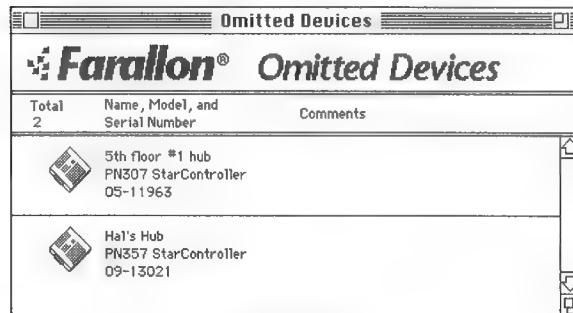 Omitted Devices
Farallon® Omitted Devices
Total Name, Model, and Comments
2 Serial Number
5th floor #1 hub
PN307 StarController
05-11963
Hal's Hub
PN357 StarController
09-13021